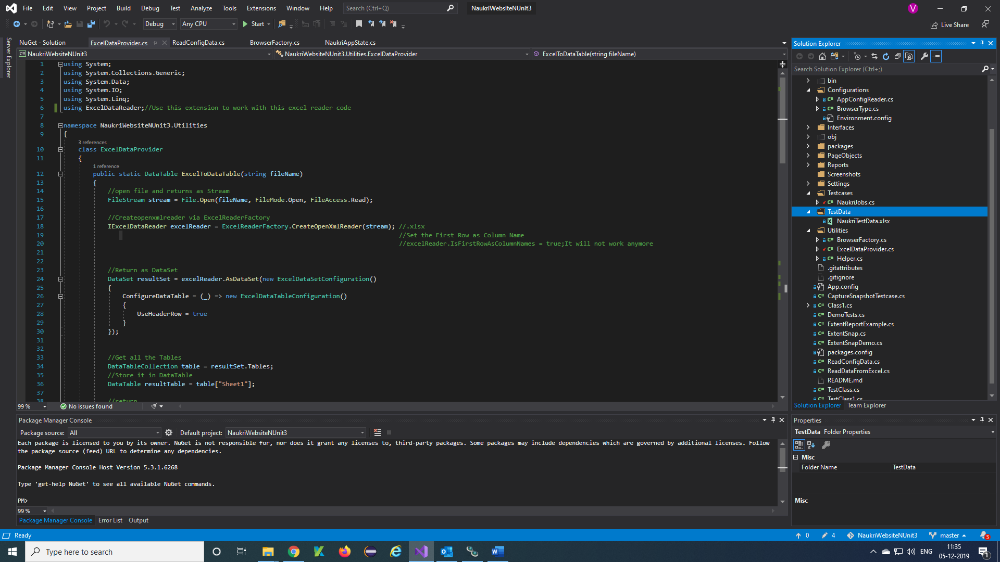 File Edit View Project Build Debug Test Analyze Tools Extensions Window Help Search (Ctrl+Q) NaukriWebsiteNUnit3 V
Debug Any CPU Start Live Share
Server Explorer
NuGet - Solution ExcelDataProvider.cs ReadConfigData.cs BrowserFactory.cs NaukriAppState.cs
C# NaukriWebsiteNUnit3 NaukriWebsiteNUnit3.Utilities.ExcelDataProvider ExcelToDataTable(string fileName)
1 using System;
2 using System.Collections.Generic;
3 using System.Data;
4 using System.IO;
5 using System.Linq;
6 using ExcelDataReader;//Use this extension to work with this excel reader code
7
8 namespace NaukriWebsiteNUnit3.Utilities
9 {
3 references
10 class ExcelDataProvider
11 {
1 reference
12 public static DataTable ExcelToDataTable(string fileName)
13 {
14 //open file and returns as Stream
15 FileStream stream = File.Open(fileName, FileMode.Open, FileAccess.Read);
16
17 //Createopenxmlreader via ExcelReaderFactory
18 IExcelDataReader excelReader = ExcelReaderFactory.CreateOpenXmlReader(stream); //.xlsx
19 //Set the First Row as Column Name
20 //excelReader.IsFirstRowAsColumnNames = true;It will not work anymore
21
22
23 //Return as DataSet
24 DataSet resultSet = excelReader.AsDataSet(new ExcelDataSetConfiguration()
25 {
26 ConfigureDataTable = (_) => new ExcelDataTableConfiguration()
27 {
28 UseHeaderRow = true
29 }
30 });
31
32
33 //Get all the Tables
34 DataTableCollection table = resultSet.Tables;
35 //Store it in DataTable
36 DataTable resultTable = table["Sheet1"];
37
38 //return
99 % No issues found
Package Manager Console
Package source: All Default project: NaukriWebsiteNUnit3
Each package is licensed to you by its owner. NuGet is not responsible for, nor does it grant any licenses to, third-party packages. Some packages may include dependencies which are governed by additional licenses. Follow
the package source (feed) URL to determine any dependencies.
Package Manager Console Host Version 5.3.1.6268
Type 'get-help NuGet' to see all available NuGet commands.
PM>
99 %
Package Manager Console Error List Output
Solution Explorer
Search Solution Explorer (Ctrl+;)
bin
Configurations
C# AppConfigReader.cs
C# BrowserType.cs
Environment.config
Interfaces
obj
packages
PageObjects
Reports
Screenshots
Settings
Testcases
C# NaukriJobs.cs
TestData
NaukriTestData.xlsx
Utilities
C# BrowserFactory.cs
C# ExcelDataProvider.cs
C# Helper.cs
.gitattributes
.gitignore
App.config
C# CaptureSnapshotTestcase.cs
C# Class1.cs
C# DemoTests.cs
C# ExtentReportExample.cs
C# ExtentSnap.cs
C# ExtentSnapDemo.cs
packages.config
C# ReadConfigData.cs
C# ReadDataFromExcel.cs
README.md
C# TestClass.cs
C# TestClass1.cs
Solution Explorer Team Explorer
Properties
TestData Folder Properties
Misc
Folder Name TestData
Misc
Ready 0 4 NaukriWebsiteNUnit3 master 3
Type here to search
ENG 11:35
05-12-2019 1